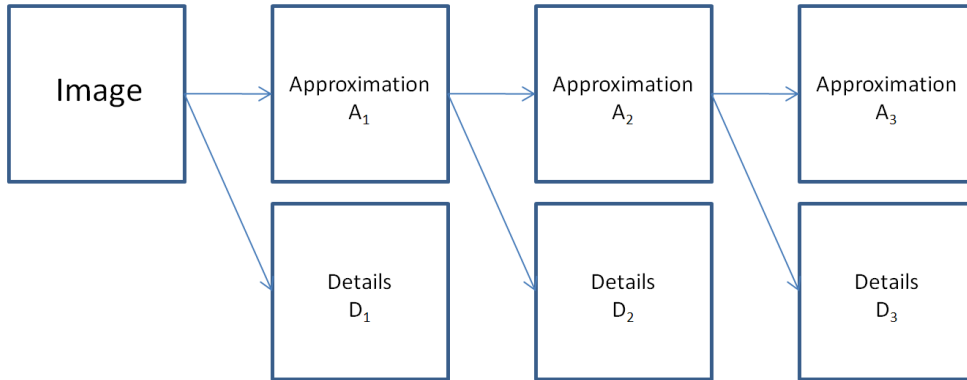 Image
Approximation
A₁
Approximation
A₂
Approximation
A₃
Details
D₁
Details
D₂
Details
D₃